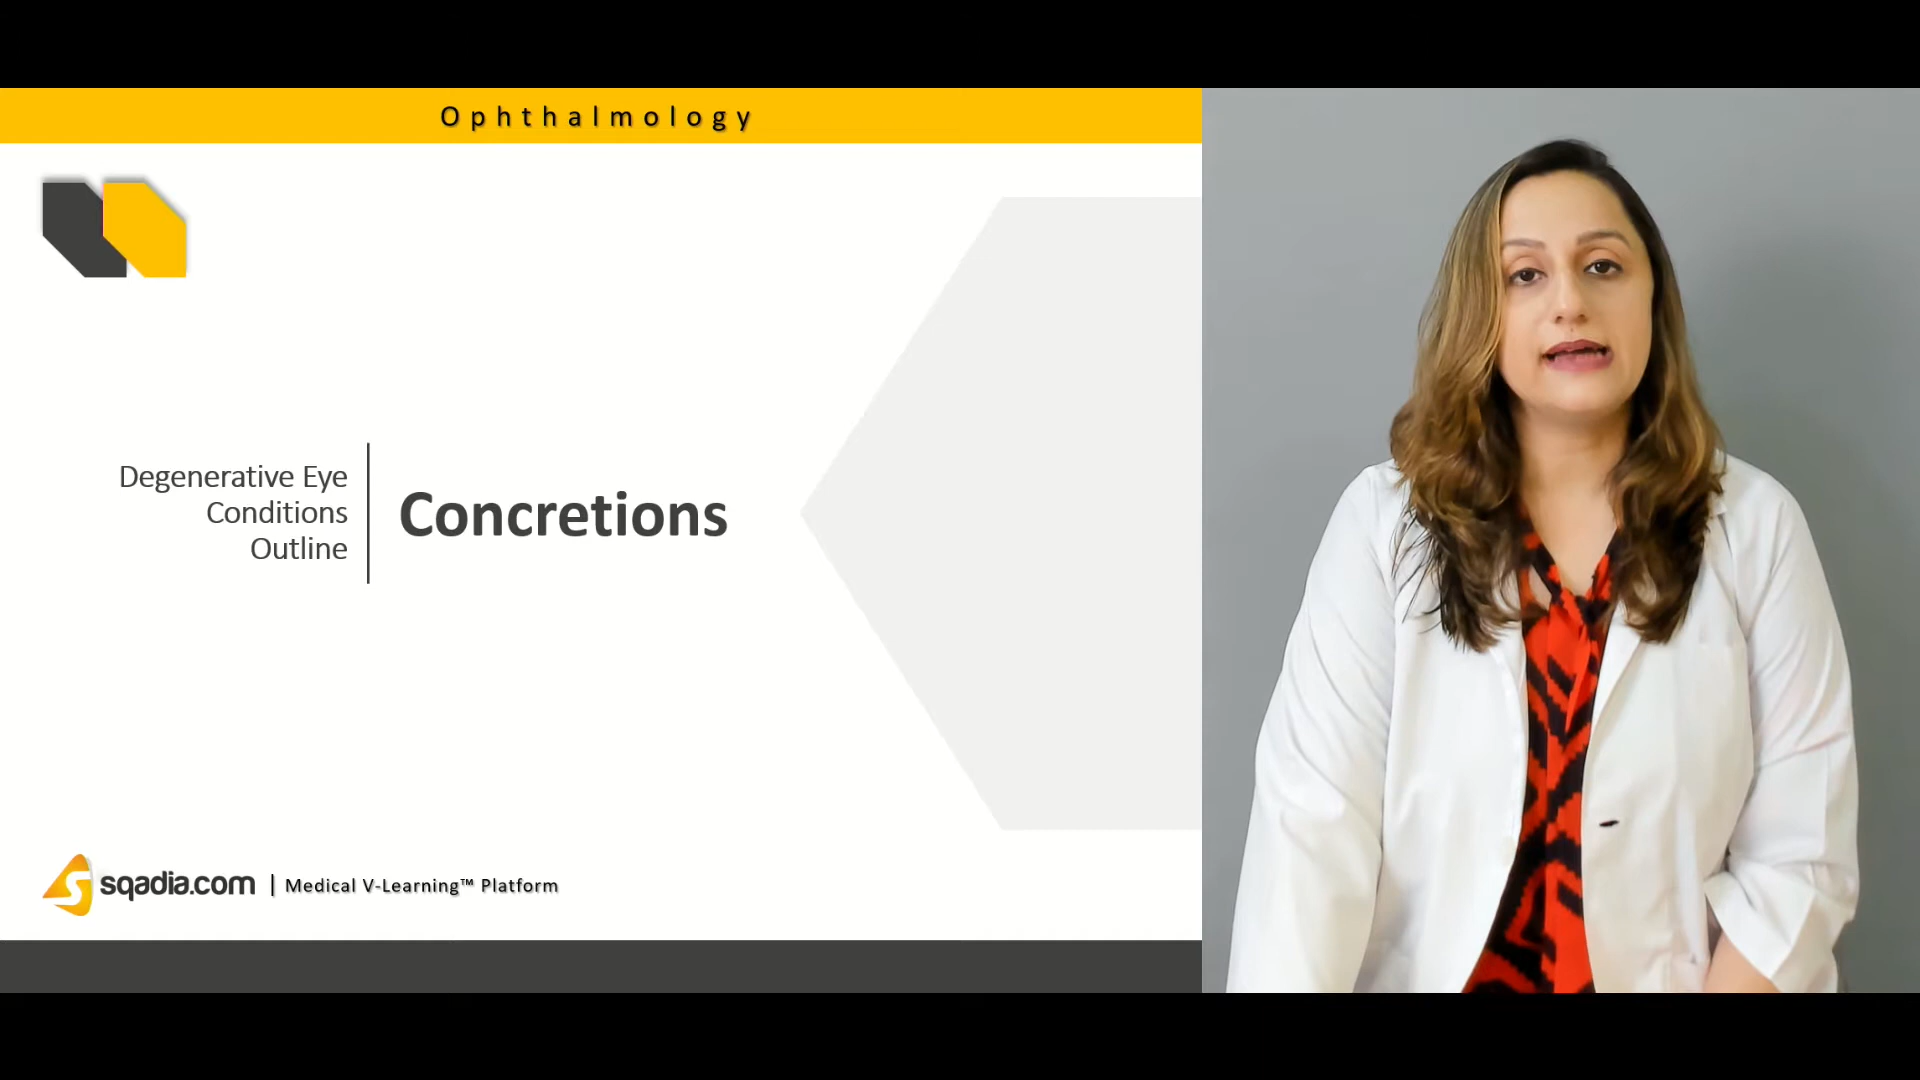 Ophthalmology
Degenerative Eye
Conditions
Outline
Concretions
sqadia.com | Medical V-Learning™ Platform